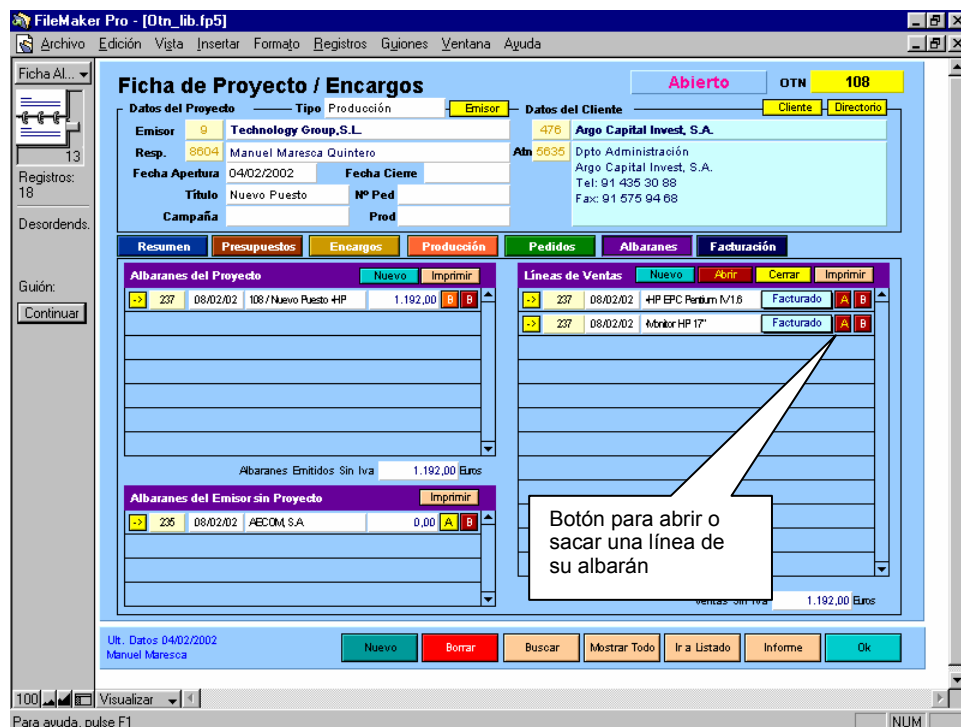 FileMaker Pro - [Otn_lib.fp5]
Archivo Edición Vista Insertar Formato Registros Guiones Ventana Ayuda
Ficha Al...
13
Registros:
18
Desordends.
Guión:
Continuar
Ficha de Proyecto / Encargos
Abierto OTN 108
Datos del Proyecto Tipo Producción Emisor
Datos del Cliente Cliente Directorio
Emisor 9 Technology Group,S.L.
476 Argo Capital Invest, S.A.
Resp. 8604 Manuel Maresca Quintero
Atn 5635 Dpto Administración
Argo Capital Invest, S.A.
Tel: 91 435 30 88
Fax: 91 575 94 68
Fecha Apertura 04/02/2002 Fecha Cierre
Título Nuevo Puesto Nº Ped
Campaña Prod
Resumen Presupuestos Encargos Producción Pedidos Albaranes Facturación
Albaranes del Proyecto Nuevo Imprimir
-> 237 08/02/02 108 / Nuevo Puesto +HP 1.192,00 B B
Albaranes Emitidos Sin Iva 1.192,00 Euros
Albaranes del Emisor sin Proyecto Imprimir
-> 235 08/02/02 AECOM, S.A 0,00 A B
Líneas de Ventas Nuevo Abrir Cerrar Imprimir
-> 237 08/02/02 +HP EPC Pentium IV/1.6 Facturado A B
-> 237 08/02/02 +Monitor HP 17" Facturado A B
Botón para abrir o
sacar una línea de
su albarán
Ventas Sin Iva 1.192,00 Euros
Ult. Datos 04/02/2002
Manuel Maresca
Nuevo Borrar Buscar Mostrar Todo Ir a Listado Informe Ok
100 Visualizar
Para ayuda, pulse F1 NUM